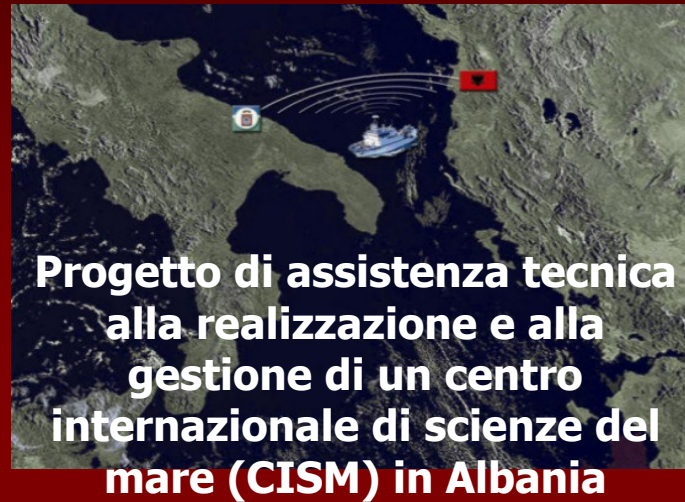 Progetto di assistenza tecnica
alla realizzazione e alla
gestione di un centro
internazionale di scienze del
mare (CISM) in Albania